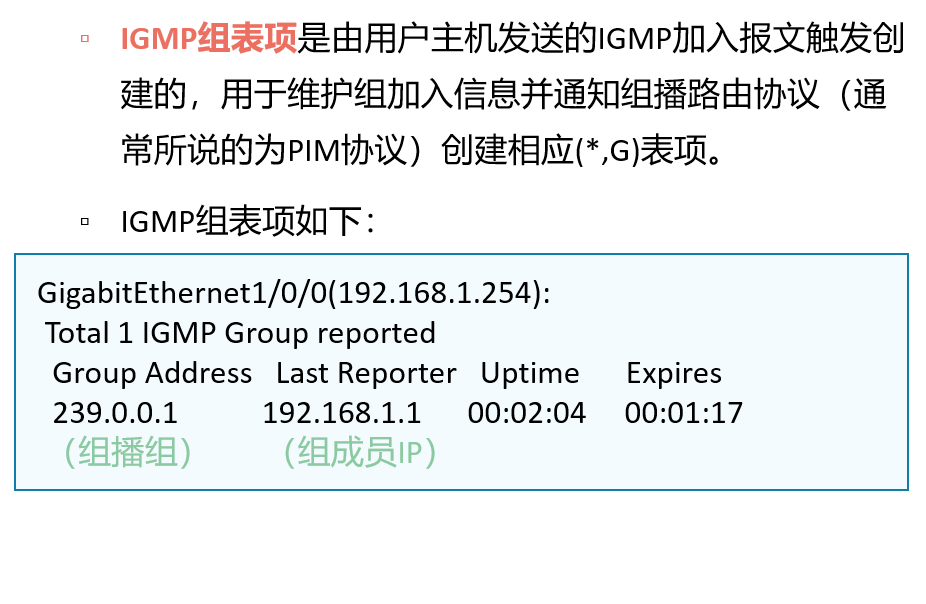 ▫ IGMP组表项是由用户主机发送的IGMP加入报文触发创
建的，用于维护组加入信息并通知组播路由协议（通
常所说的为PIM协议）创建相应(*,G)表项。
▫ IGMP组表项如下：
GigabitEthernet1/0/0(192.168.1.254):
Total 1 IGMP Group reported
Group Address Last Reporter Uptime Expires
239.0.0.1 192.168.1.1 00:02:04 00:01:17
（组播组） （组成员IP）